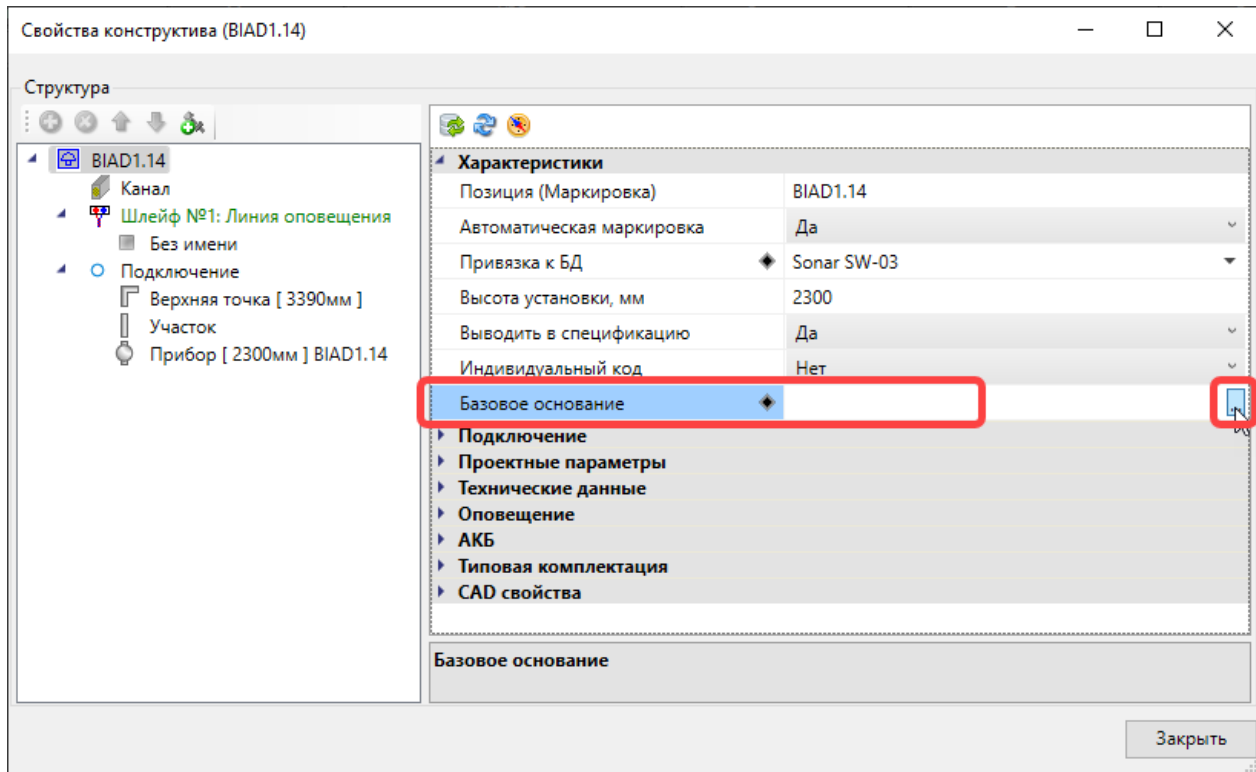 Свойства конструктива (BIAD1.14)
Структура
BIAD1.14
Канал
Шлейф №1: Линия оповещения
Без имени
Подключение
Верхняя точка [ 3390мм ]
Участок
Прибор [ 2300мм ] BIAD1.14
Характеристики
Позиция (Маркировка) BIAD1.14
Автоматическая маркировка Да
Привязка к БД Sonar SW-03
Высота установки, мм 2300
Выводить в спецификацию Да
Индивидуальный код Нет
Базовое основание
Подключение
Проектные параметры
Технические данные
Оповещение
АКБ
Типовая комплектация
CAD свойства
Базовое основание
Закрыть